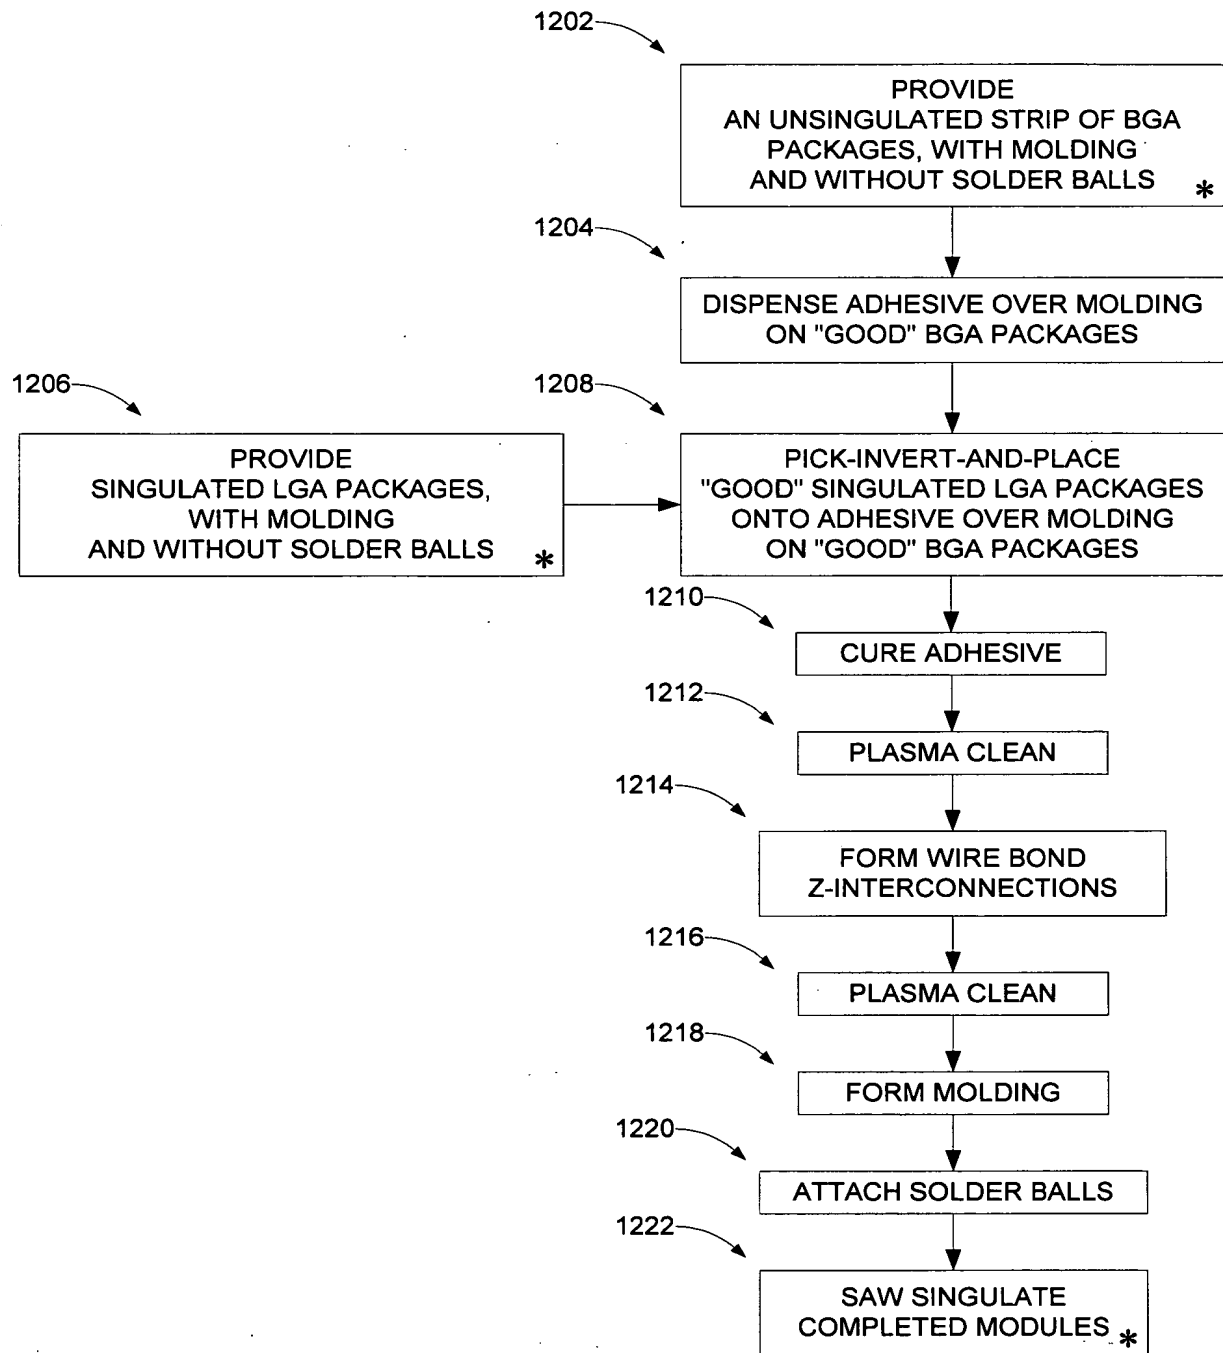 1202
PROVIDE
AN UNSINGULATED STRIP OF BGA
PACKAGES, WITH MOLDING
AND WITHOUT SOLDER BALLS *
1204
DISPENSE ADHESIVE OVER MOLDING
ON "GOOD" BGA PACKAGES
1206
PROVIDE
SINGULATED LGA PACKAGES,
WITH MOLDING
AND WITHOUT SOLDER BALLS *
1208
PICK-INVERT-AND-PLACE
"GOOD" SINGULATED LGA PACKAGES
ONTO ADHESIVE OVER MOLDING
ON "GOOD" BGA PACKAGES
1210
CURE ADHESIVE
1212
PLASMA CLEAN
1214
FORM WIRE BOND
Z-INTERCONNECTIONS
1216
PLASMA CLEAN
1218
FORM MOLDING
1220
ATTACH SOLDER BALLS
1222
SAW SINGULATE
COMPLETED MODULES *